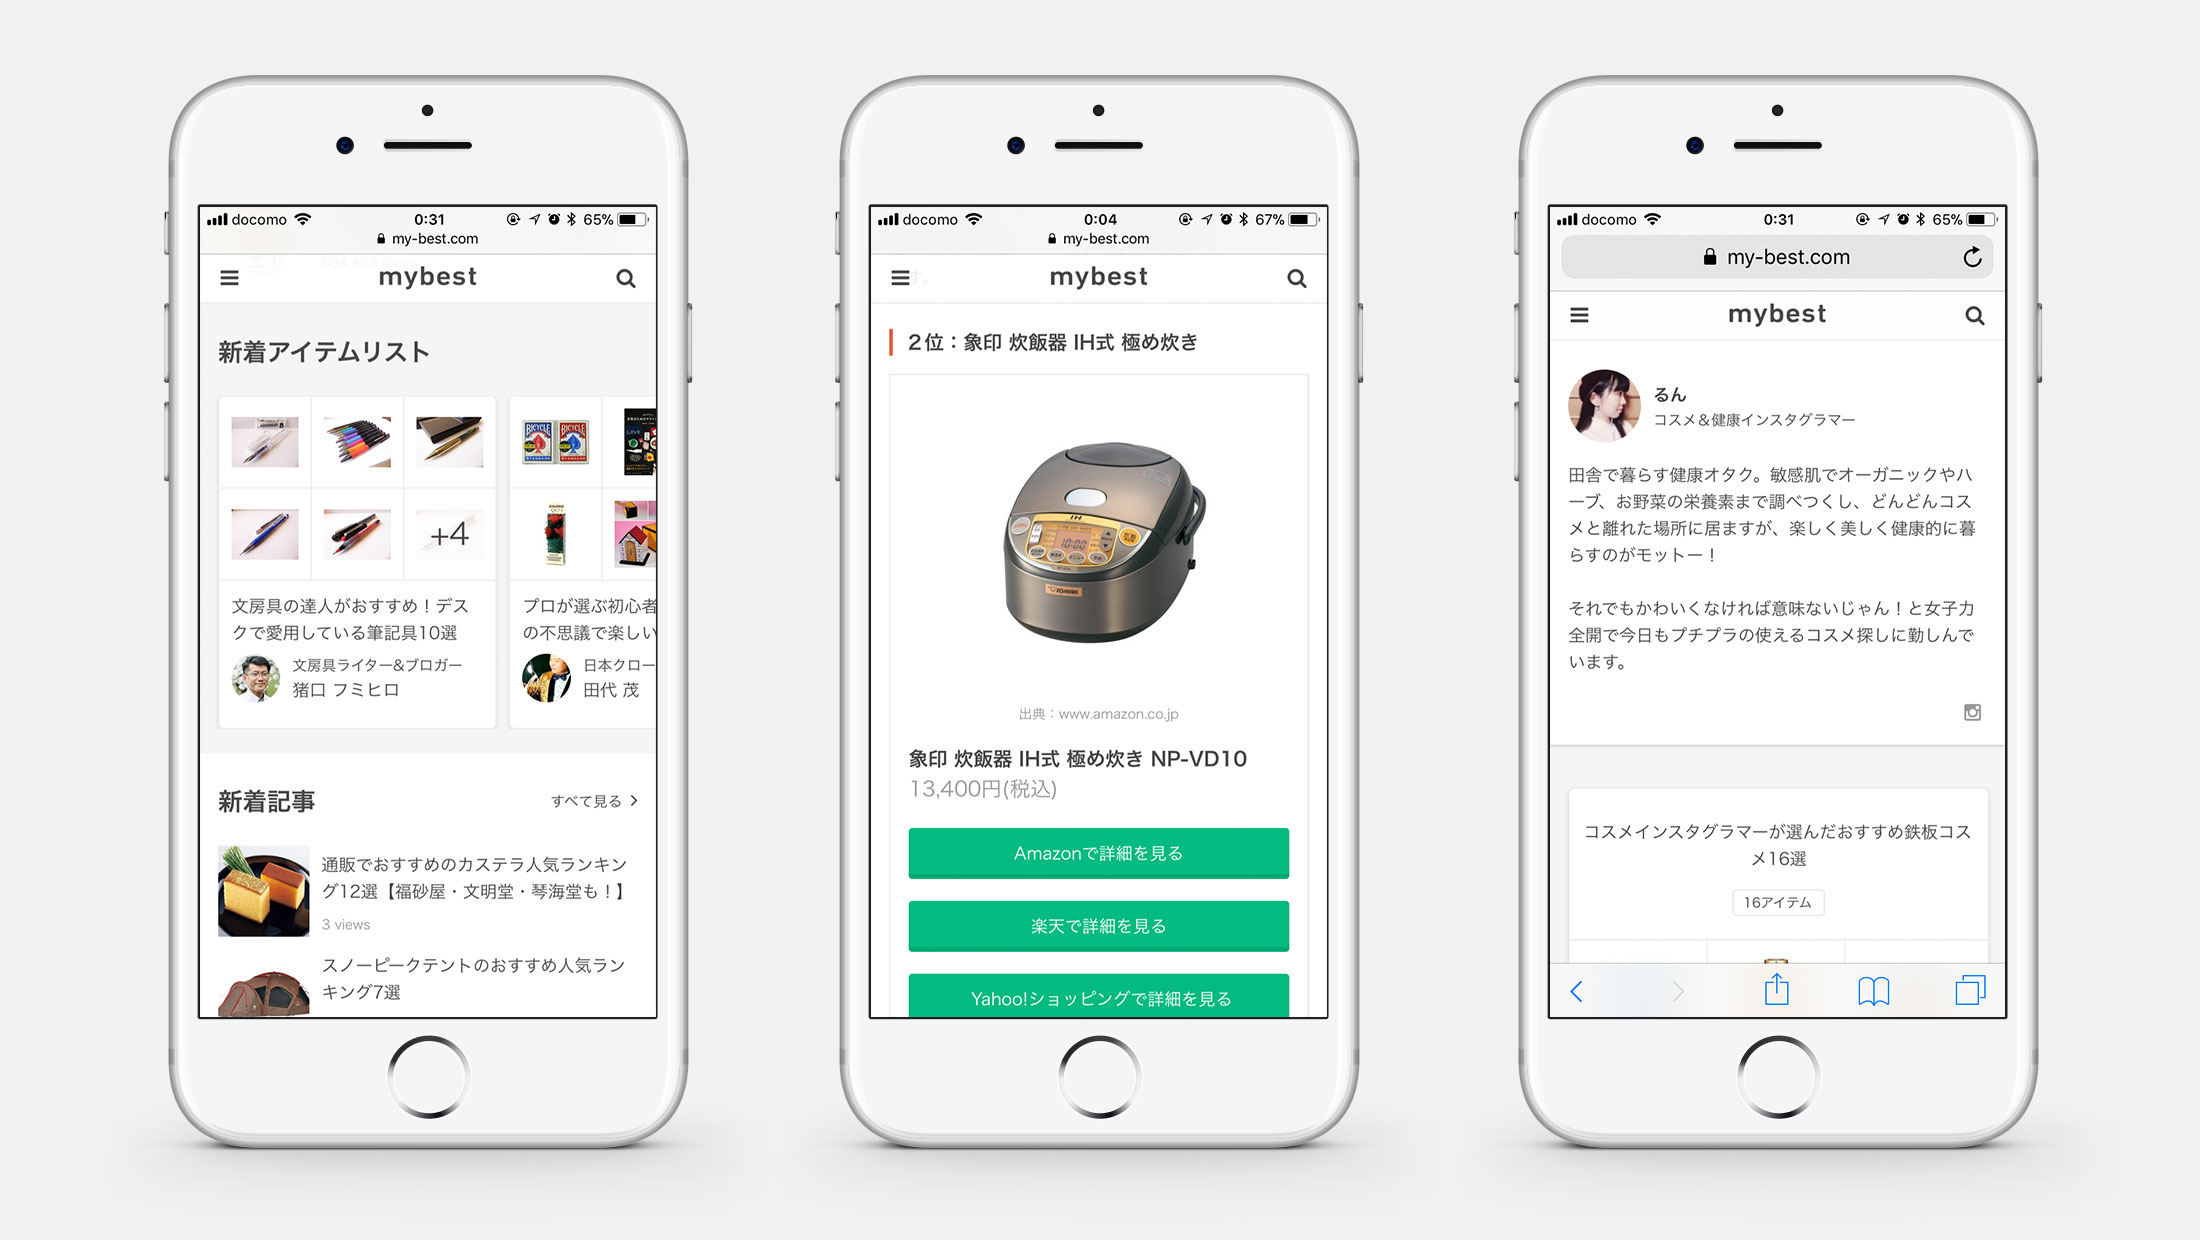 docomo 0:31 65%
my-best.com
664,439 views
mybest
新着アイテムリスト
BICYCLE BICYCLE
STANDARD STANDARD
LOVE
+4
文房具の達人がおすすめ！デス
クで愛用している筆記具10選
文房具ライター&ブロガー
猪口 フミヒロ
プロが選ぶ初心者
の不思議で楽しい
日本クロー
田代 茂
新着記事 すべて見る
通販でおすすめのカステラ人気ランキン
グ12選【福砂屋・文明堂・琴海堂も！】
3 views
スノーピークテントのおすすめ人気ラン
キング7選
docomo 0:04 67%
my-best.com
す。
mybest
2位：象印 炊飯器 IH式 極め炊き
IH
10:00
ZOJIRUSHI
出典：www.amazon.co.jp
象印 炊飯器 IH式 極め炊き NP-VD10
13,400円(税込)
Amazonで詳細を見る
楽天で詳細を見る
Yahoo!ショッピングで詳細を見る
docomo 0:31 65%
my-best.com
mybest
るん
コスメ＆健康インスタグラマー
田舎で暮らす健康オタク。敏感肌でオーガニックやハ
ーブ、お野菜の栄養素まで調べつくし、どんどんコス
メと離れた場所に居ますが、楽しく美しく健康的に暮
らすのがモットー！
それでもかわいくなければ意味ないじゃん！と女子力
全開で今日もプチプラの使えるコスメ探しに勤しんで
います。
コスメインスタグラマーが選んだおすすめ鉄板コス
メ16選
16アイテム